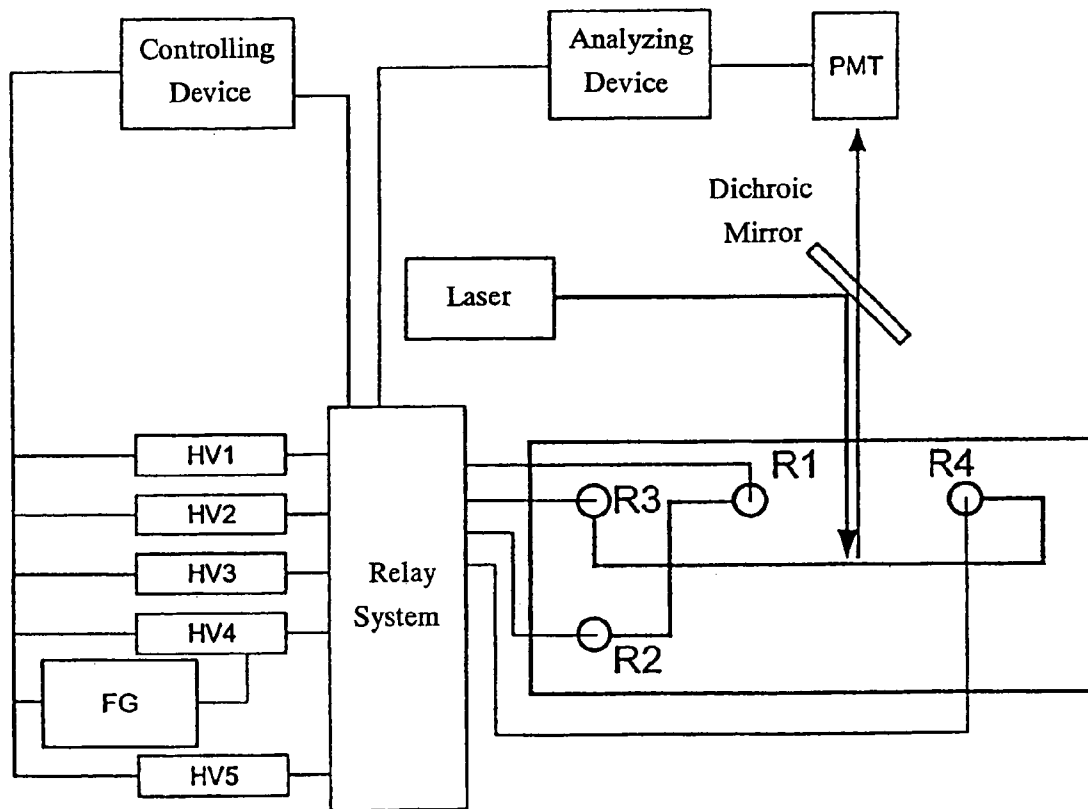 Controlling
Device
Analyzing
Device
PMT
Dichroic
Mirror
Laser
HV1
HV2
HV3
HV4
FG
HV5
Relay
System
R1
R3
R4
R2